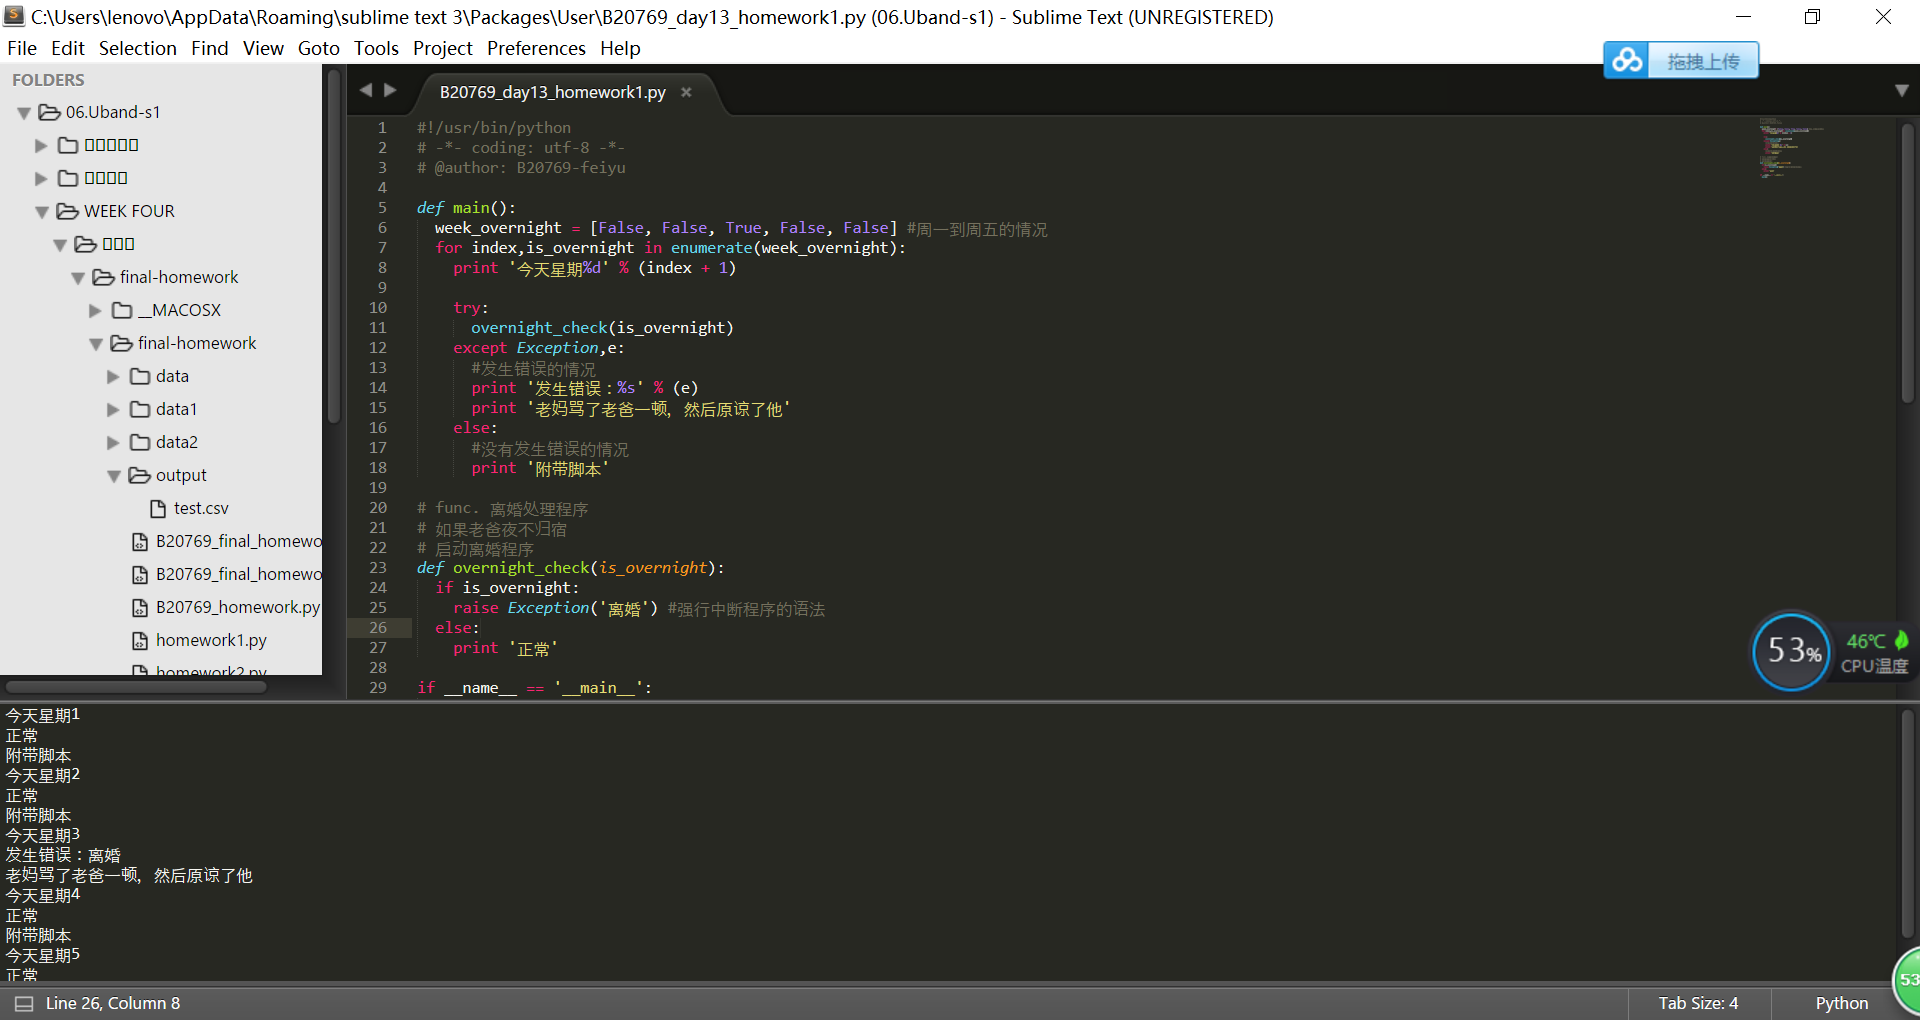 C:\Users\lenovo\AppData\Roaming\sublime text 3\Packages\User\B20769_day13_homework1.py (06.Uband-s1) - Sublime Text (UNREGISTERED)
File Edit Selection Find View Goto Tools Project Preferences Help
拖拽上传
FOLDERS
06.Uband-s1
WEEK FOUR
final-homework
__MACOSX
final-homework
data
data1
data2
output
test.csv
B20769_final_homewo
B20769_final_homewo
B20769_homework.py
homework1.py
homework2.py
B20769_day13_homework1.py
1 #!/usr/bin/python
2 # -*- coding: utf-8 -*-
3 # @author: B20769-feiyu
4
5 def main():
6 week_overnight = [False, False, True, False, False] #周一到周五的情况
7 for index,is_overnight in enumerate(week_overnight):
8 print '今天星期%d' % (index + 1)
9
10 try:
11 overnight_check(is_overnight)
12 except Exception,e:
13 #发生错误的情况
14 print '发生错误：%s' % (e)
15 print '老妈骂了老爸一顿，然后原谅了他'
16 else:
17 #没有发生错误的情况
18 print '附带脚本'
19
20 # func. 离婚处理程序
21 # 如果老爸夜不归宿
22 # 启动离婚程序
23 def overnight_check(is_overnight):
24 if is_overnight:
25 raise Exception('离婚') #强行中断程序的语法
26 else:
27 print '正常'
28
29 if __name__ == '__main__':
53%
46℃
CPU温度
今天星期1
正常
附带脚本
今天星期2
正常
附带脚本
今天星期3
发生错误：离婚
老妈骂了老爸一顿，然后原谅了他
今天星期4
正常
附带脚本
今天星期5
正常
53
Line 26, Column 8
Tab Size: 4
Python